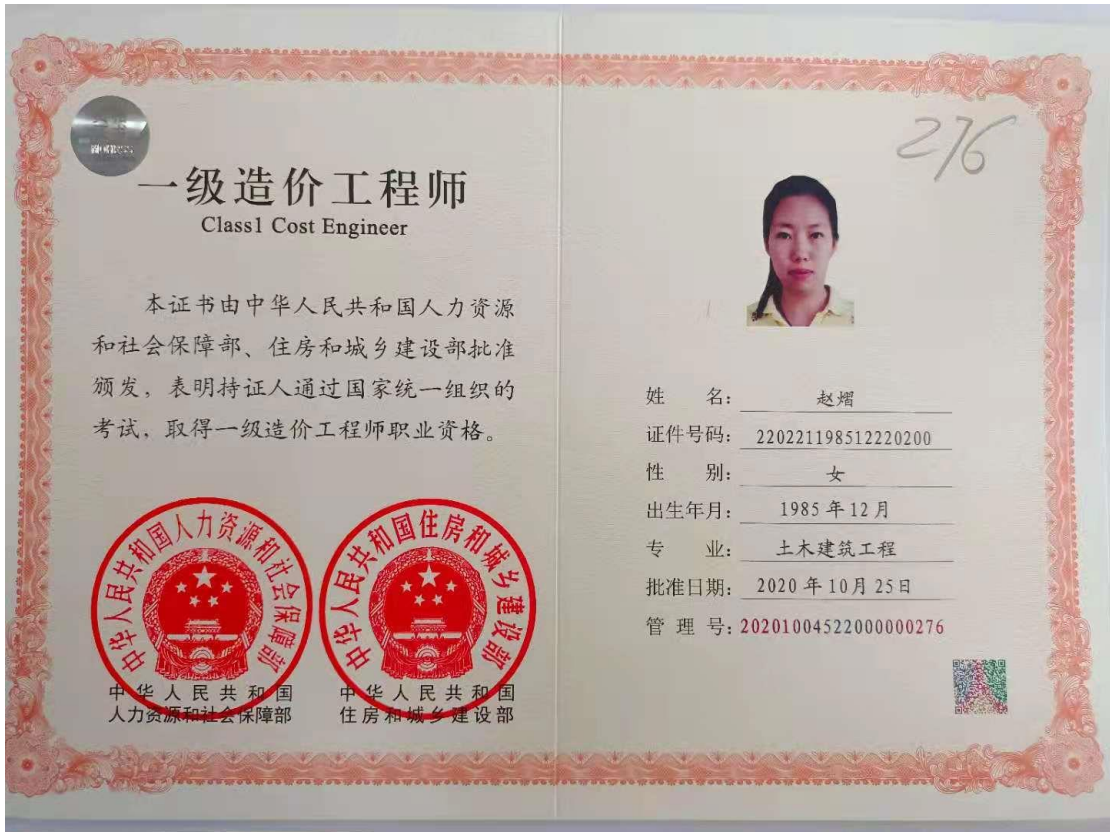 一级造价工程师
Class1 Cost Engineer
本证书由中华人民共和国人力资源
和社会保障部、住房和城乡建设部批准
颁发，表明持证人通过国家统一组织的
考试，取得一级造价工程师职业资格。
中华人民共和国人力资源和社会保障部
中华人民共和国住房和城乡建设部
中华人民共和国
人力资源和社会保障部
中华人民共和国
住房和城乡建设部
276
姓名：赵熠
证件号码：220221198512220200
性别：女
出生年月：1985年12月
专业：土木建筑工程
批准日期：2020年10月25日
管理号：20201004522000000276